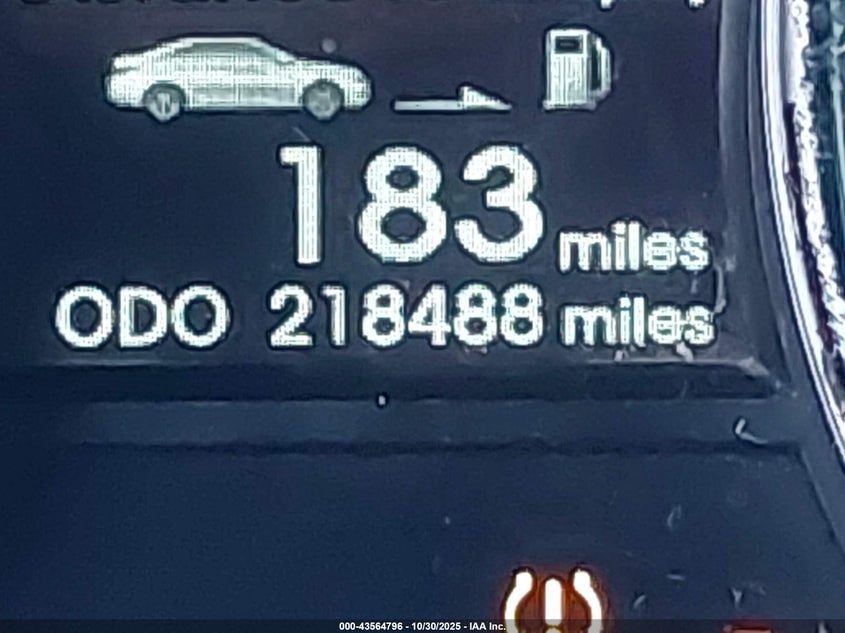 183 miles
ODO 218488 miles
000-43564796 - 10/30/2025 - IAA Inc.